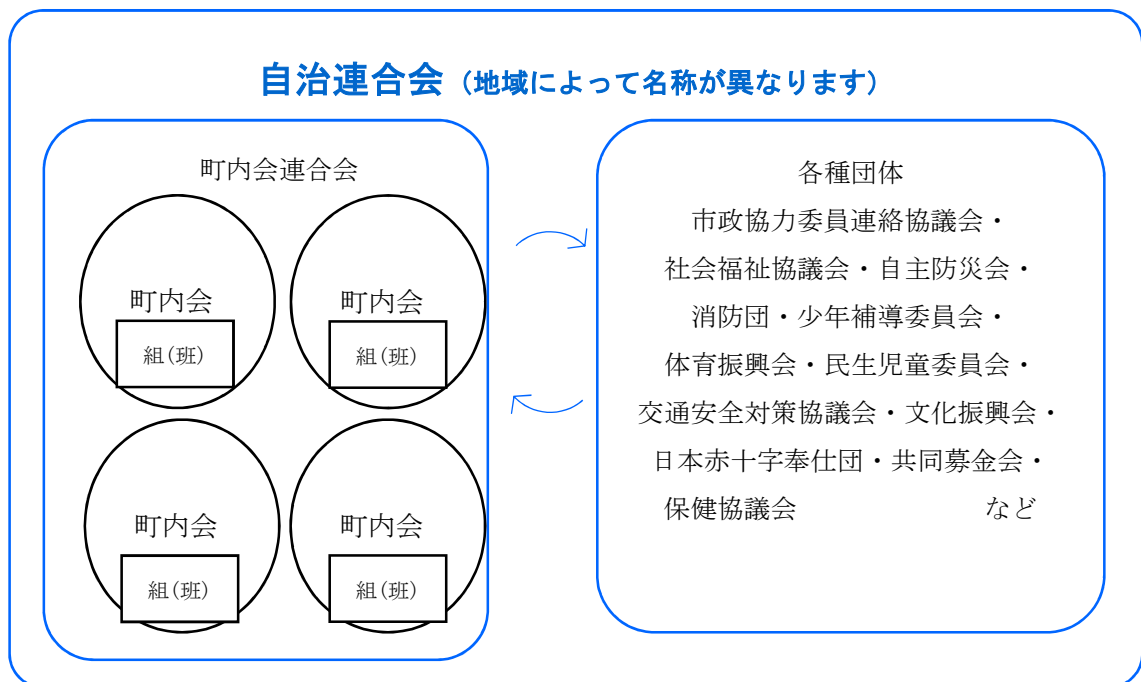 自治連合会（地域によって名称が異なります）
町内会連合会
町内会
組(班)
町内会
組(班)
町内会
組(班)
町内会
組(班)
各種団体
市政協力委員連絡協議会・
社会福祉協議会・自主防災会・
消防団・少年補導委員会・
体育振興会・民生児童委員会・
交通安全対策協議会・文化振興会・
日本赤十字奉仕団・共同募金会・
保健協議会　　　　　　　など